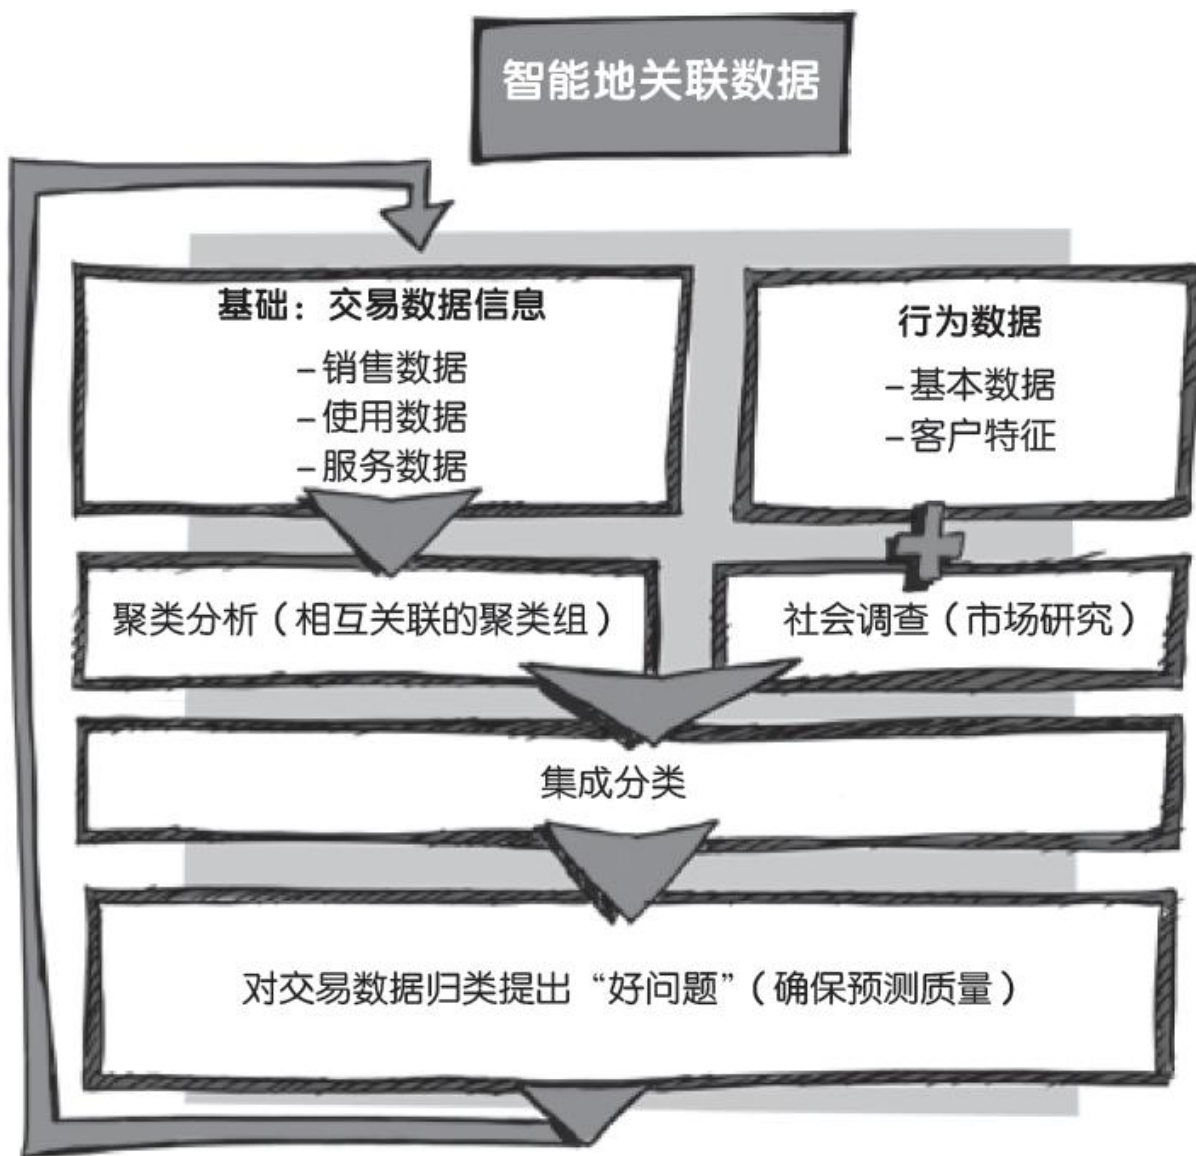 智能地关联数据
基础：交易数据信息
–销售数据
–使用数据
–服务数据
行为数据
–基本数据
–客户特征
聚类分析（相互关联的聚类组）
社会调查（市场研究）
集成分类
对交易数据归类提出“好问题”（确保预测质量）